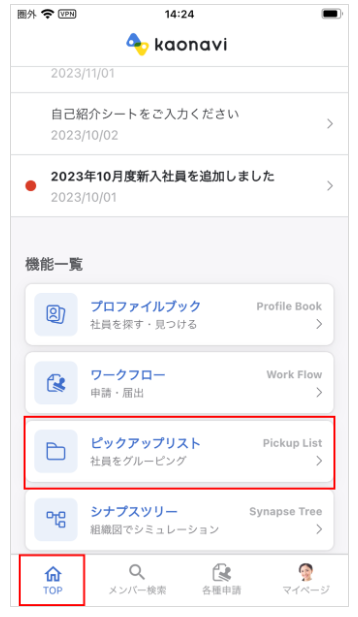 圏外 VPN 14:24
kaonavi
2023/11/01
自己紹介シートをご入力ください
2023/10/02
2023年10月度新入社員を追加しました
2023/10/01
機能一覧
プロファイルブック Profile Book
社員を探す・見つける
ワークフロー Work Flow
申請・届出
ピックアップリスト Pickup List
社員をグルーピング
シナプスツリー Synapse Tree
組織図でシミュレーション
TOP メンバー検索 各種申請 マイページ